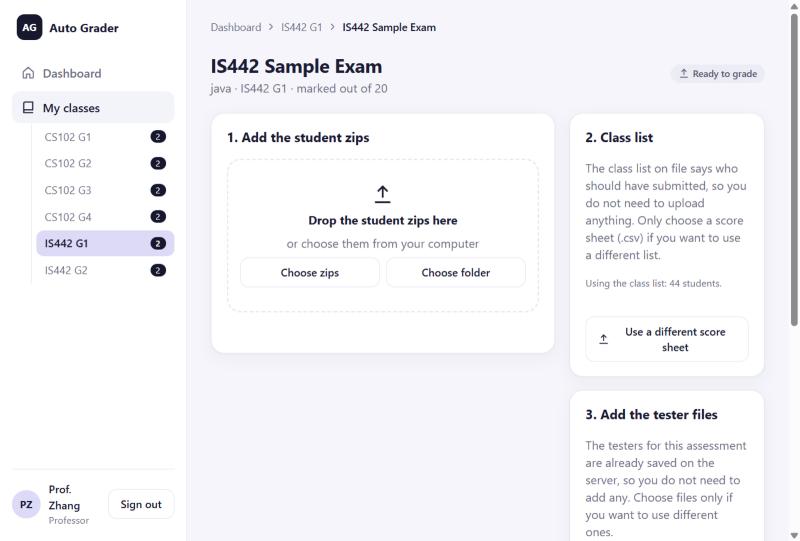 AG Auto Grader
Dashboard
My classes
CS102 G1 2
CS102 G2 2
CS102 G3 2
CS102 G4 2
IS442 G1 2
IS442 G2 2
PZ
Prof.
Zhang
Professor
Sign out
Dashboard > IS442 G1 > IS442 Sample Exam
IS442 Sample Exam
java · IS442 G1 · marked out of 20
Ready to grade
1. Add the student zips
Drop the student zips here
or choose them from your computer
Choose zips
Choose folder
2. Class list
The class list on file says who
should have submitted, so you
do not need to upload
anything. Only choose a score
sheet (.csv) if you want to use
a different list.
Using the class list: 44 students.
Use a different score
sheet
3. Add the tester files
The testers for this assessment
are already saved on the
server, so you do not need to
add any. Choose files only if
you want to use different
ones.